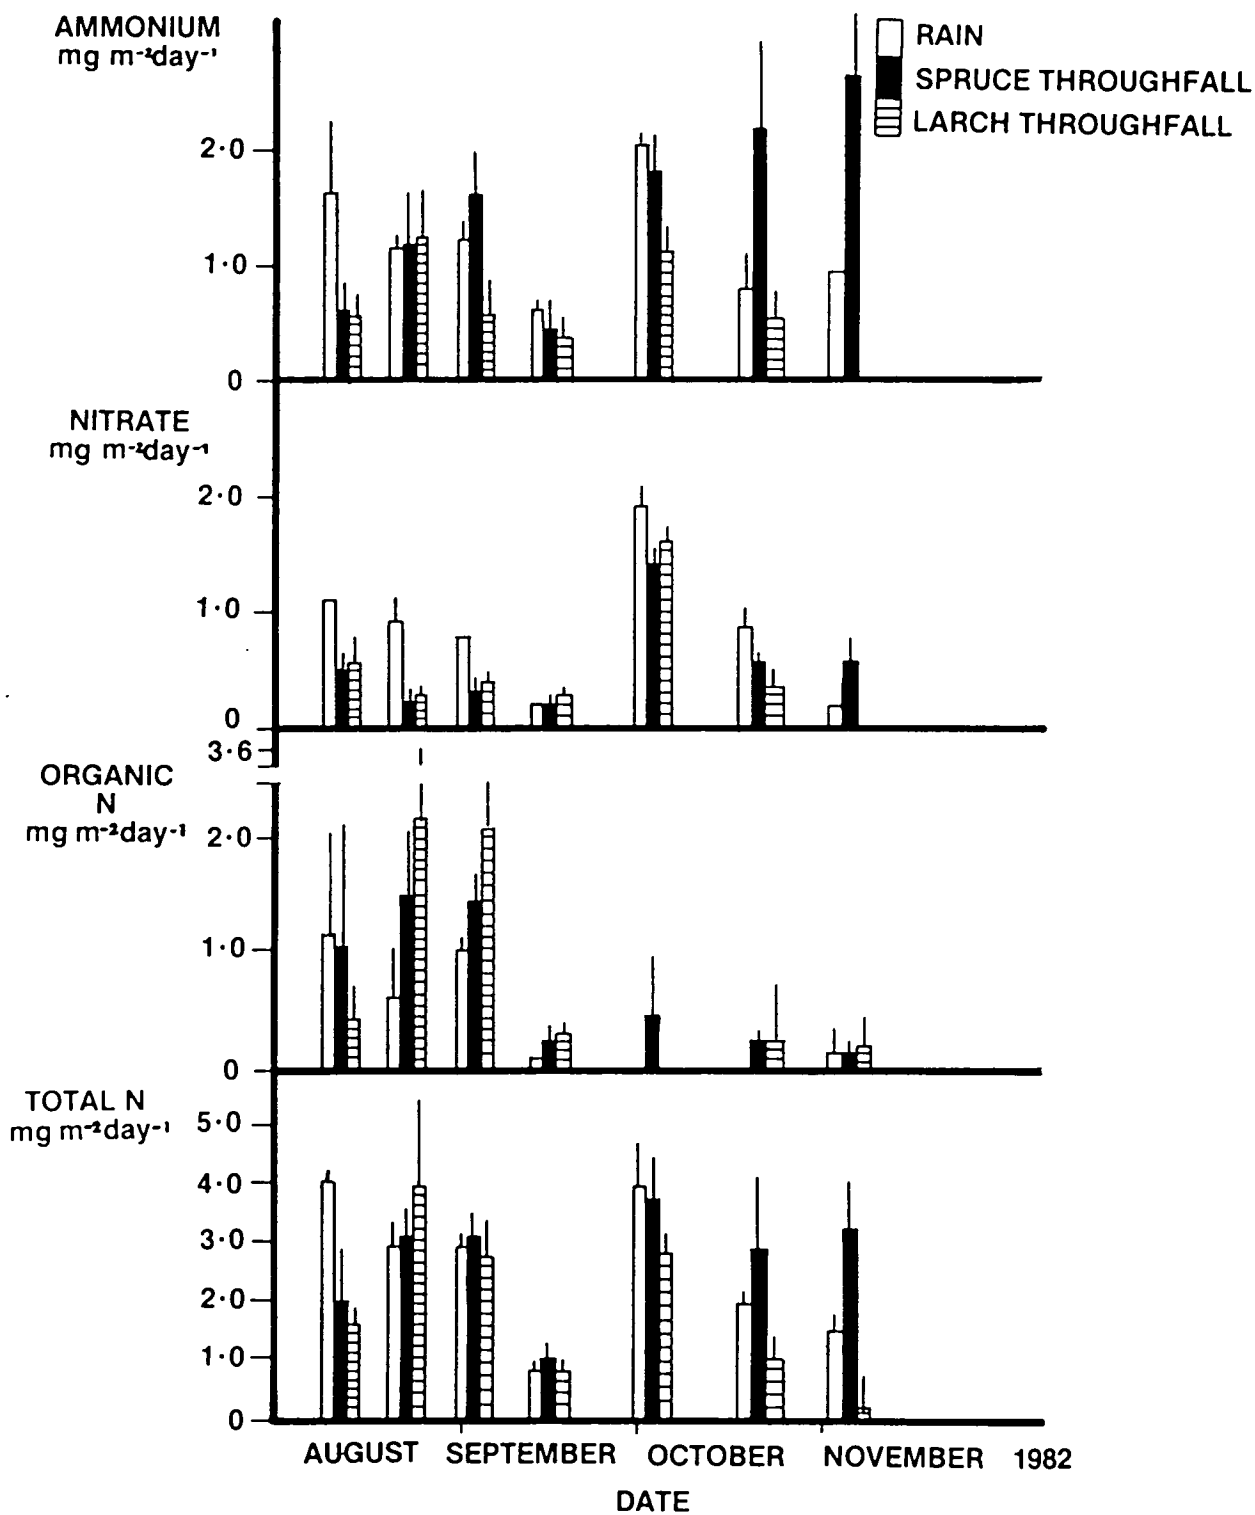 AMMONIUM
mg m⁻²day⁻¹
RAIN
SPRUCE THROUGHFALL
LARCH THROUGHFALL
2·0
1·0
0
NITRATE
mg m⁻²day⁻¹
2·0
1·0
0
3·6
ORGANIC
N
mg m⁻²day⁻¹
2·0
1·0
0
TOTAL N
mg m⁻²day⁻¹
5·0
4·0
3·0
2·0
1·0
0
AUGUST SEPTEMBER OCTOBER NOVEMBER 1982
DATE